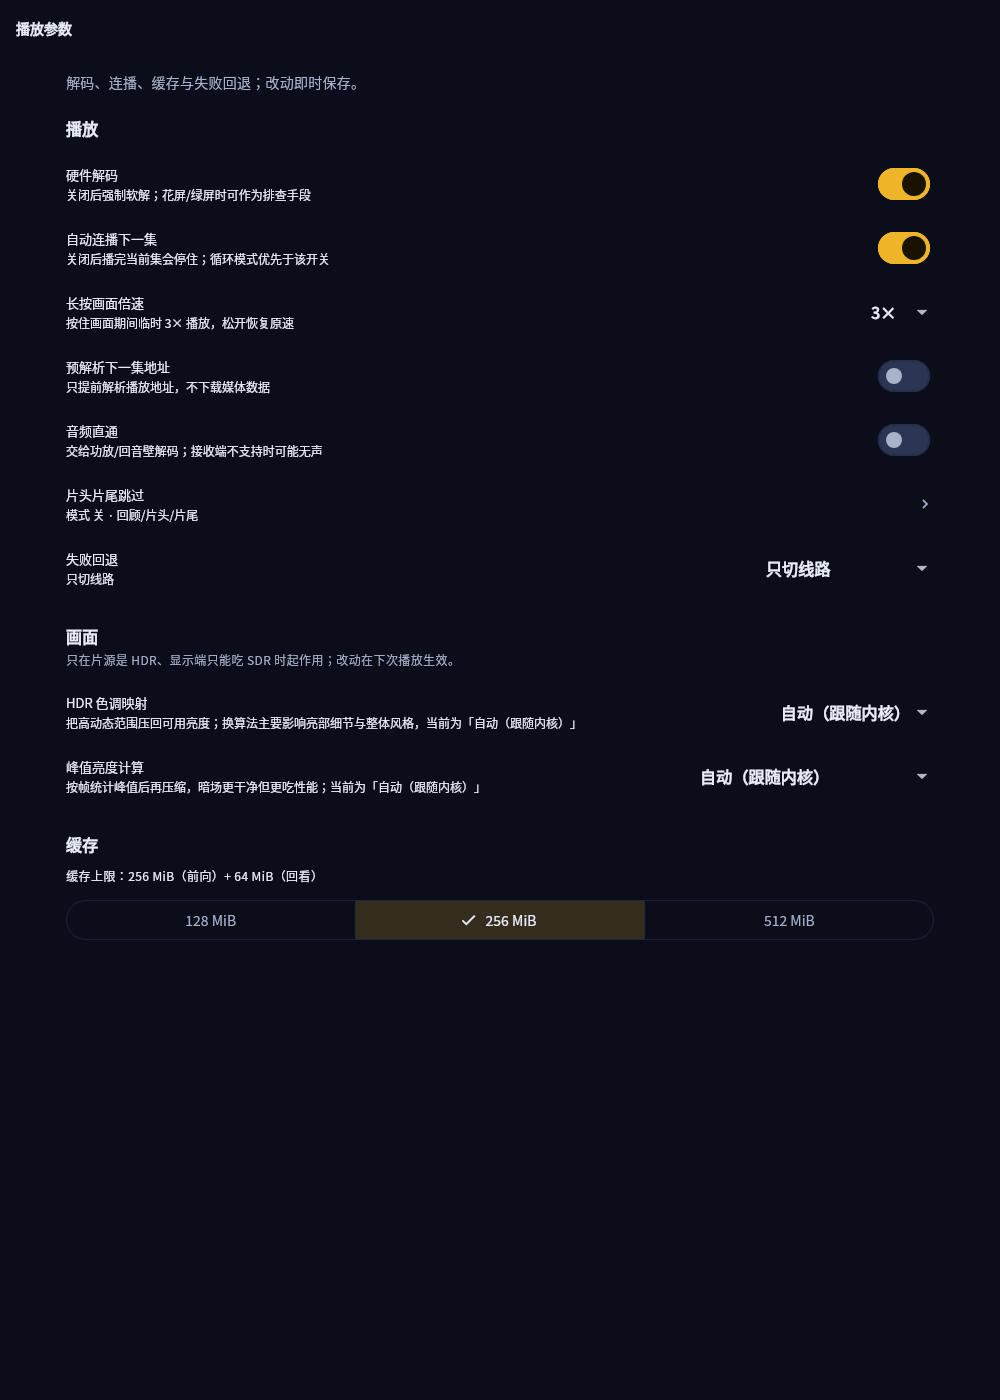 播放参数
解码、连播、缓存与失败回退；改动即时保存。
播放
硬件解码
关闭后强制软解；花屏/绿屏时可作为排查手段
自动连播下一集
关闭后播完当前集会停住；循环模式优先于该开关
长按画面倍速
按住画面期间临时 3× 播放，松开恢复原速
3×
预解析下一集地址
只提前解析播放地址，不下载媒体数据
音频直通
交给功放/回音壁解码；接收端不支持时可能无声
片头片尾跳过
模式 关 · 回顾/片头/片尾
失败回退
只切线路
只切线路
画面
只在片源是 HDR、显示端只能吃 SDR 时起作用；改动在下次播放生效。
HDR 色调映射
把高动态范围压回可用亮度；换算法主要影响亮部细节与整体风格，当前为「自动（跟随内核）」
自动（跟随内核）
峰值亮度计算
按帧统计峰值后再压缩，暗场更干净但更吃性能；当前为「自动（跟随内核）」
自动（跟随内核）
缓存
缓存上限：256 MiB（前向）+ 64 MiB（回看）
128 MiB
256 MiB
512 MiB